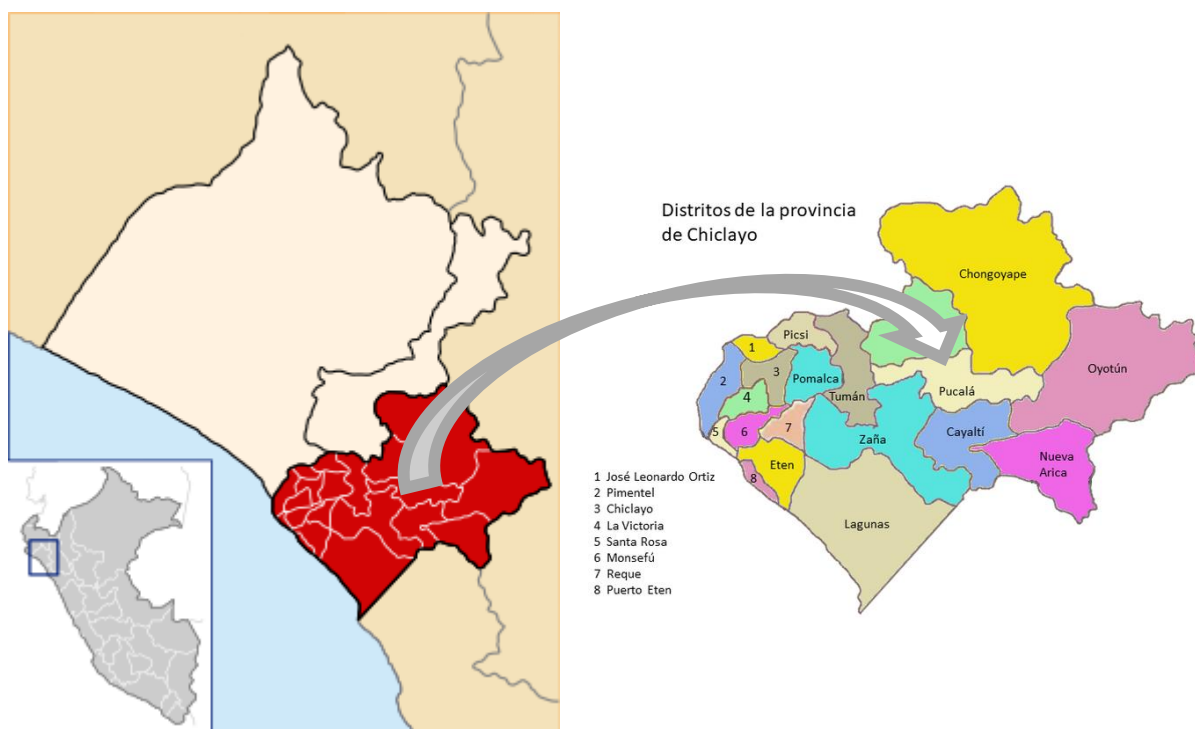 Distritos de la provincia
de Chiclayo
Chongoyape
Picsi
1
Oyotún
3
2
Pomalca
Pucalá
Tumán
4
7
Cayaltí
5
6
Zaña
Nueva
Arica
Eten
8
Lagunas
1 José Leonardo Ortiz
2 Pimentel
3 Chiclayo
4 La Victoria
5 Santa Rosa
6 Monsefú
7 Reque
8 Puerto Eten